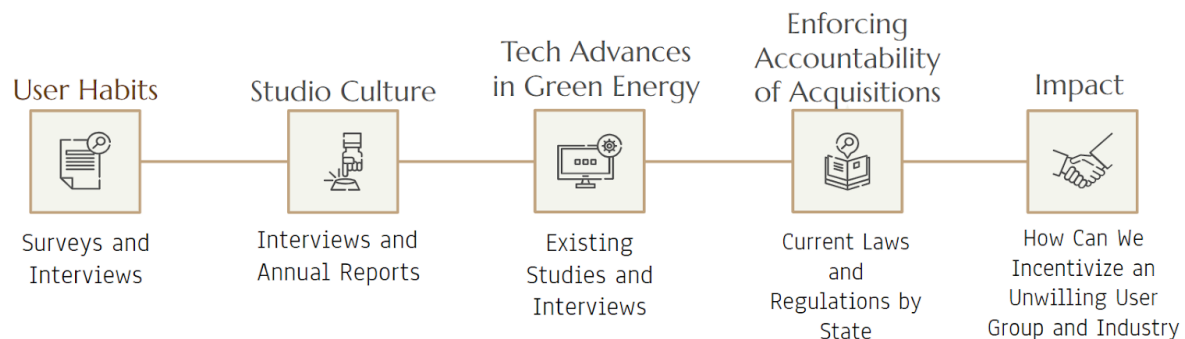 User Habits
Surveys and
Interviews
Studio Culture
Interviews and
Annual Reports
Tech Advances
in Green Energy
Existing
Studies and
Interviews
Enforcing
Accountability
of Acquisitions
Current Laws
and
Regulations by
State
Impact
How Can We
Incentivize an
Unwilling User
Group and Industry